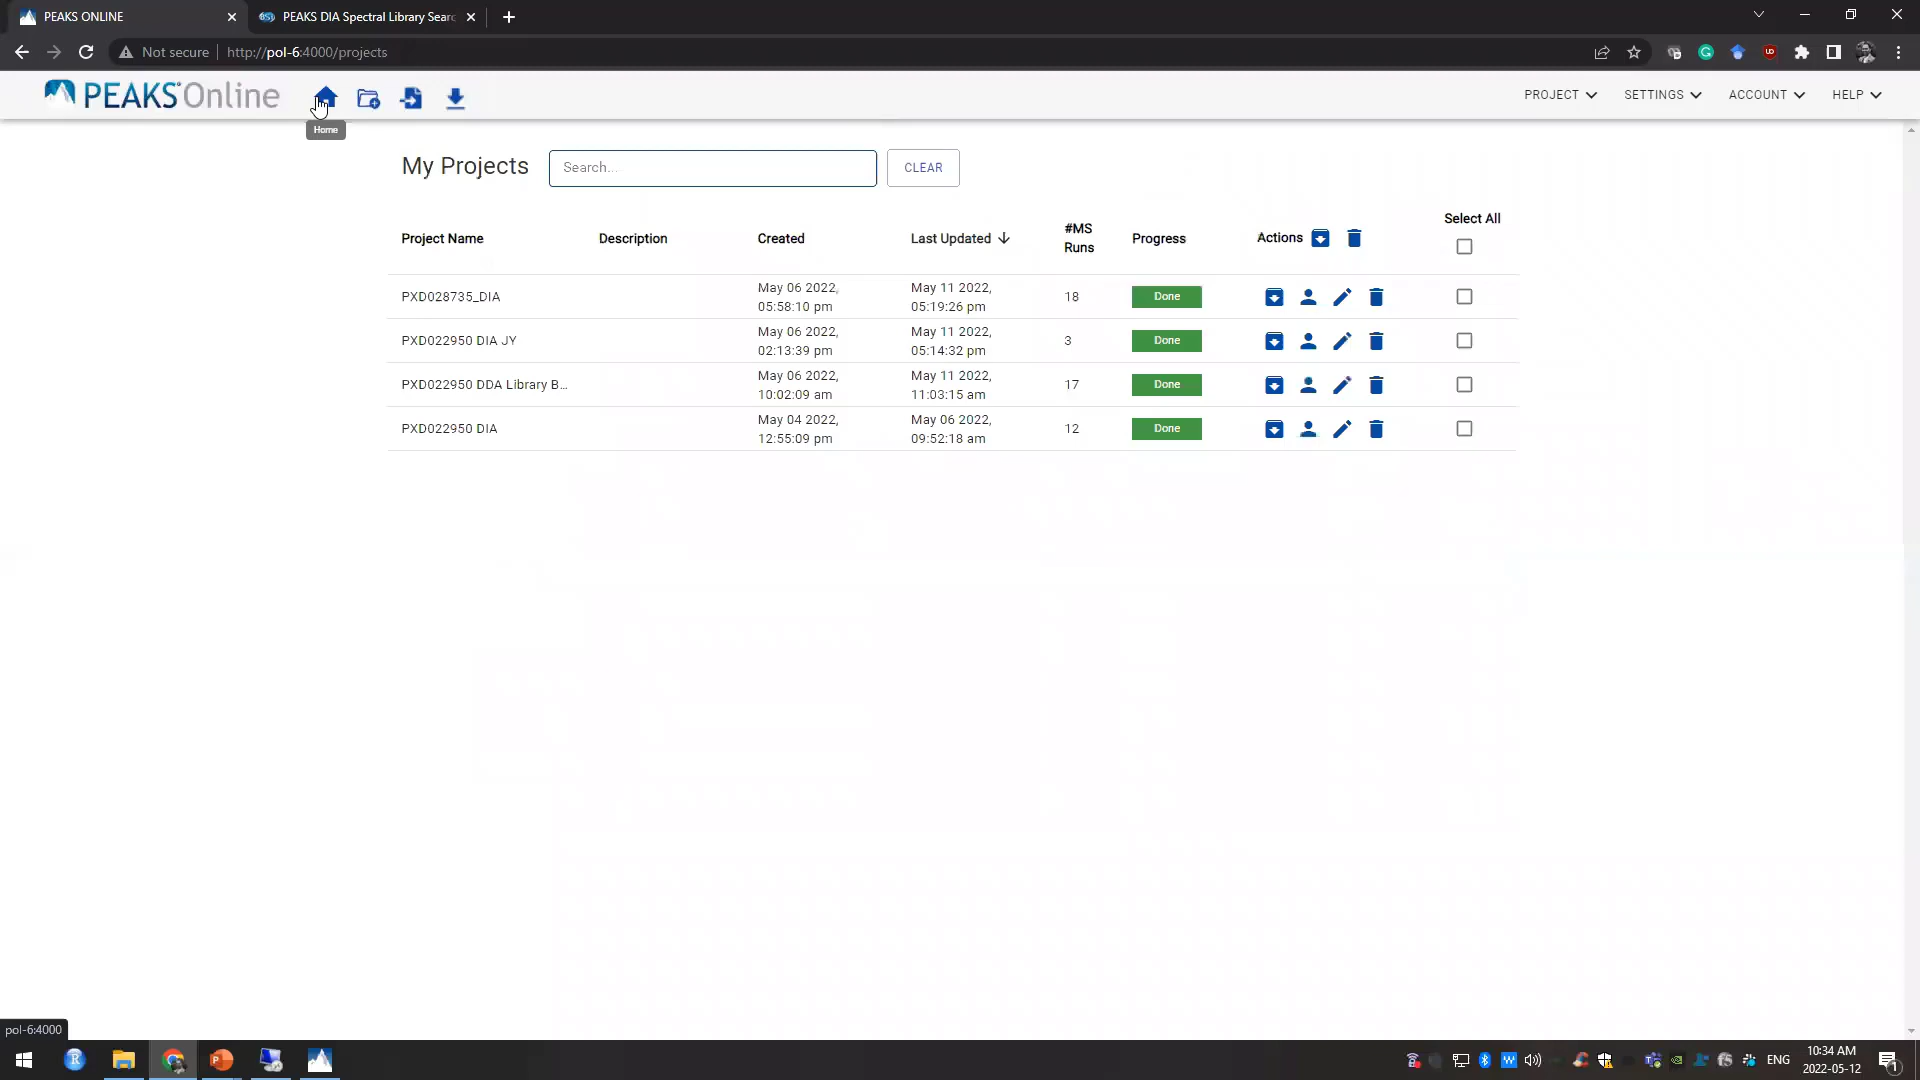 PEAKS ONLINE
PEAKS DIA Spectral Library Searc
Not secure
http://pol-6:4000/projects
PEAKS Online
PROJECT
SETTINGS
ACCOUNT
HELP
Home
My Projects
Search...
CLEAR
Project Name
Description
Created
Last Updated
#MS
Runs
Progress
Actions
Select All
PXD028735_DIA
May 06 2022,
05:58:10 pm
May 11 2022,
05:19:26 pm
18
Done
PXD022950 DIA JY
May 06 2022,
02:13:39 pm
May 11 2022,
05:14:32 pm
3
Done
PXD022950 DDA Library B...
May 06 2022,
10:02:09 am
May 11 2022,
11:03:15 am
17
Done
PXD022950 DIA
May 04 2022,
12:55:09 pm
May 06 2022,
09:52:18 am
12
Done
pol-6:4000
ENG
10:34 AM
2022-05-12
1